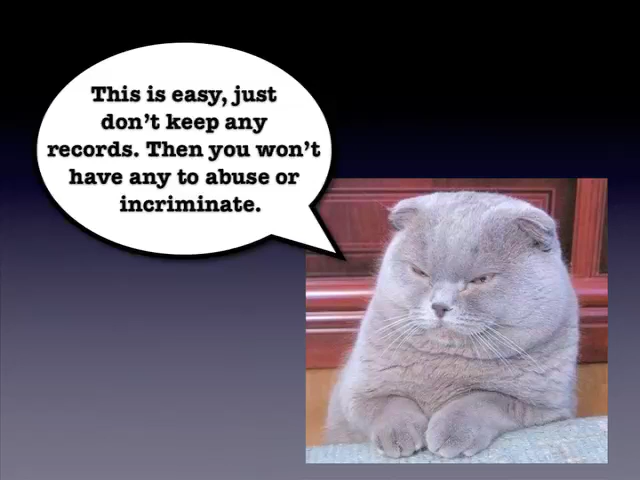 This is easy, just
don't keep any
records. Then you won't
have any to abuse or
incriminate.